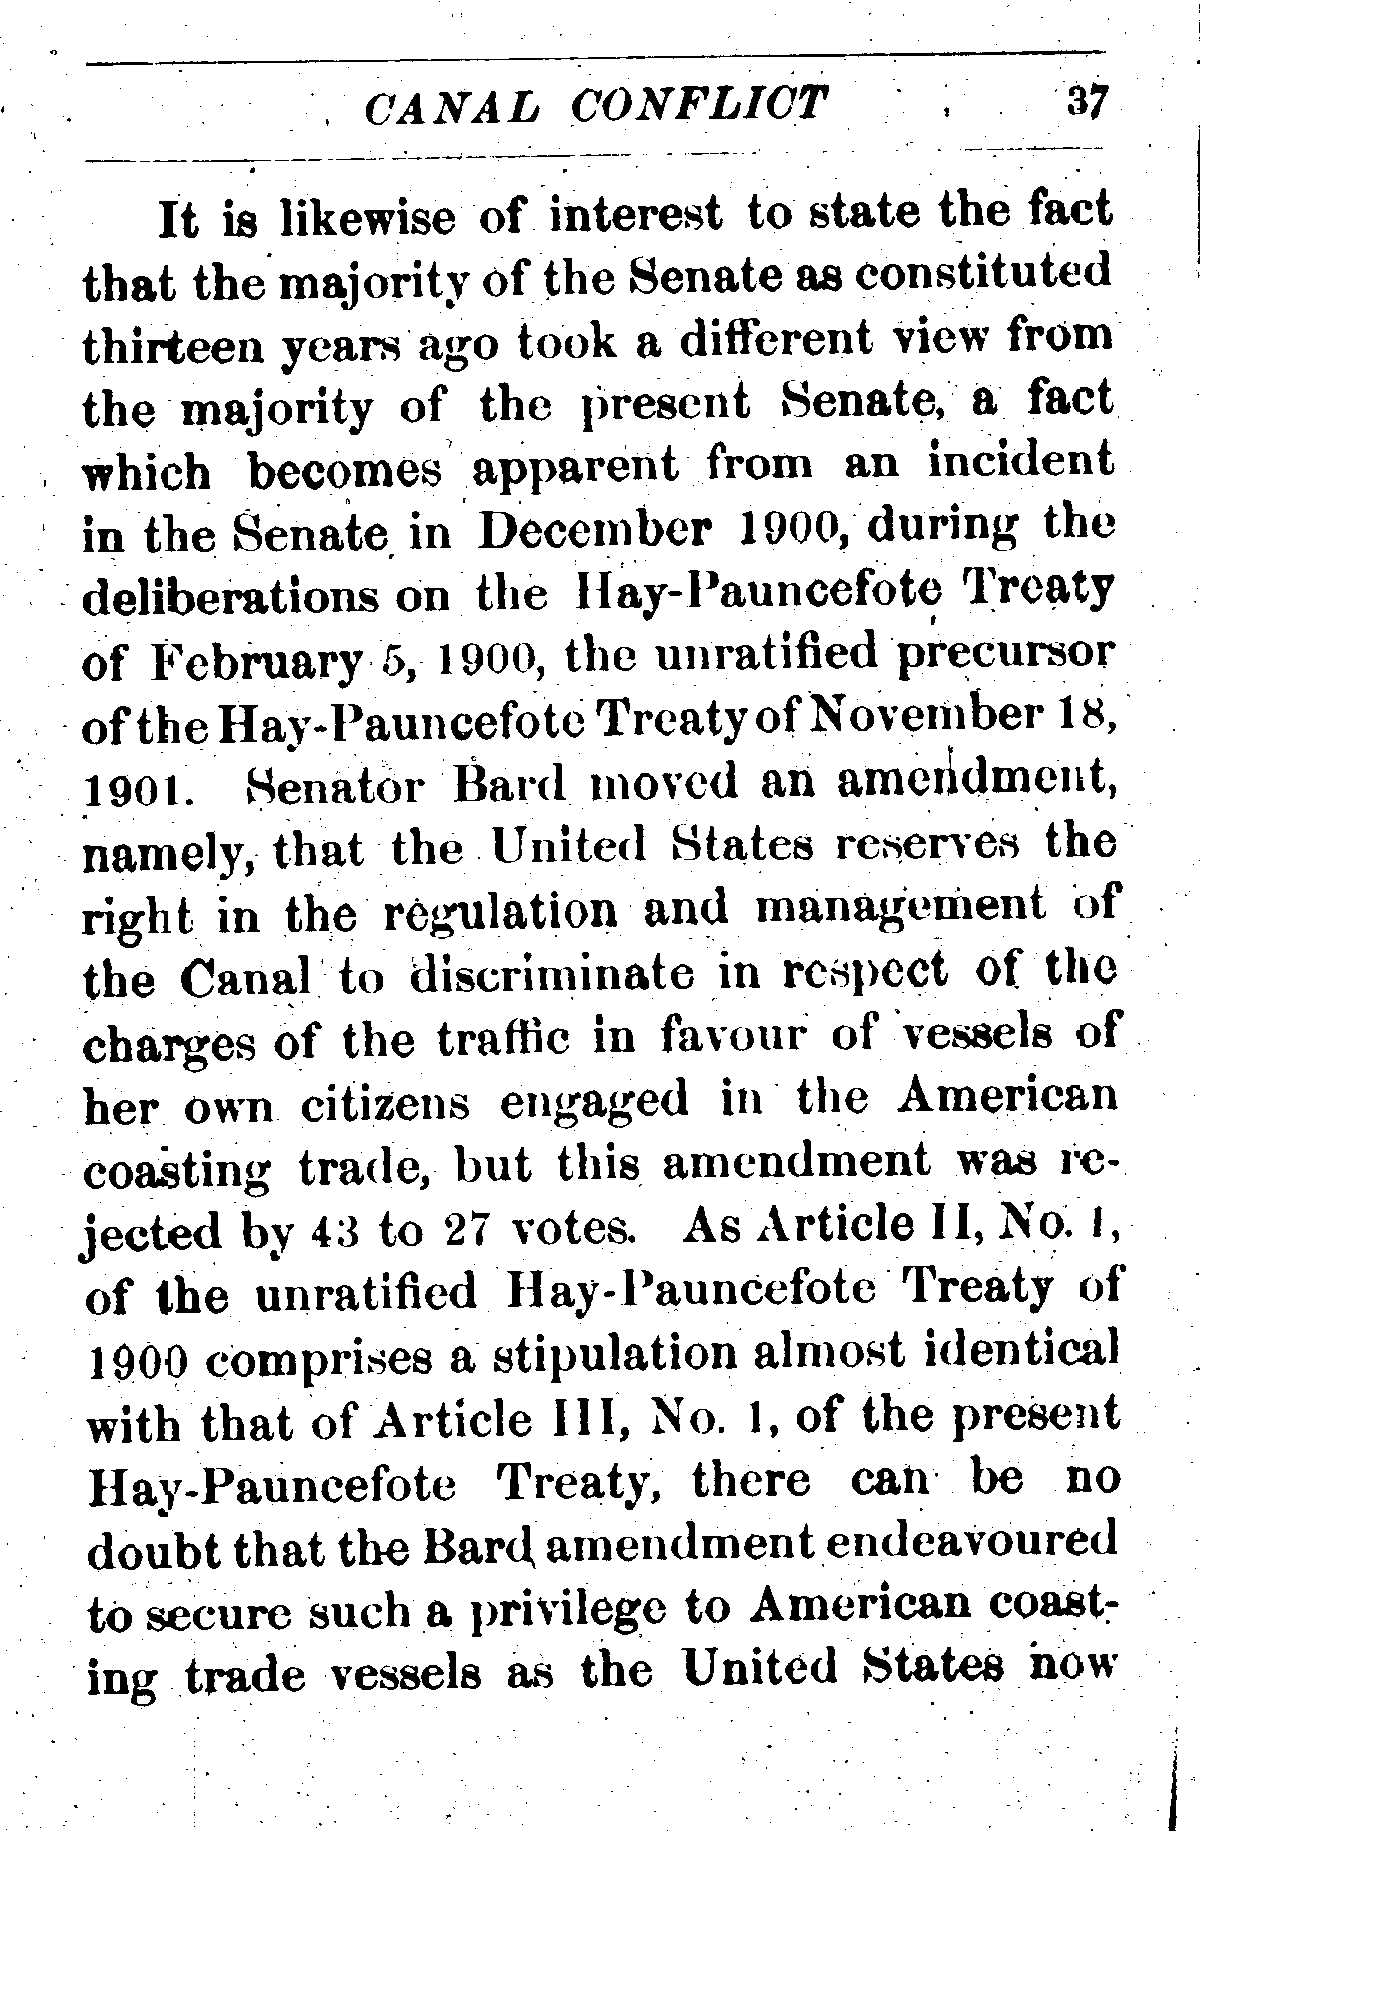 CANAL CONFLICT 37
It is likewise of interest to state the fact
that the majority of the Senate as constituted
thirteen years ago took a different view from
the majority of the present Senate, a fact
which becomes apparent from an incident
in the Senate in December 1900, during the
deliberations on the Hay-Pauncefote Treaty
of February 5, 1900, the unratified precursor
of the Hay-Pauncefote Treaty of November 18,
1901. Senator Bard moved an amendment,
namely, that the United States reserves the
right in the regulation and management of
the Canal to discriminate in respect of the
charges of the traffic in favour of vessels of
her own citizens engaged in the American
coasting trade, but this amendment was re-
jected by 43 to 27 votes. As Article II, No. 1,
of the unratified Hay-Pauncefote Treaty of
1900 comprises a stipulation almost identical
with that of Article III, No. 1, of the present
Hay-Pauncefote Treaty, there can be no
doubt that the Bard amendment endeavoured
to secure such a privilege to American coast-
ing trade vessels as the United States now